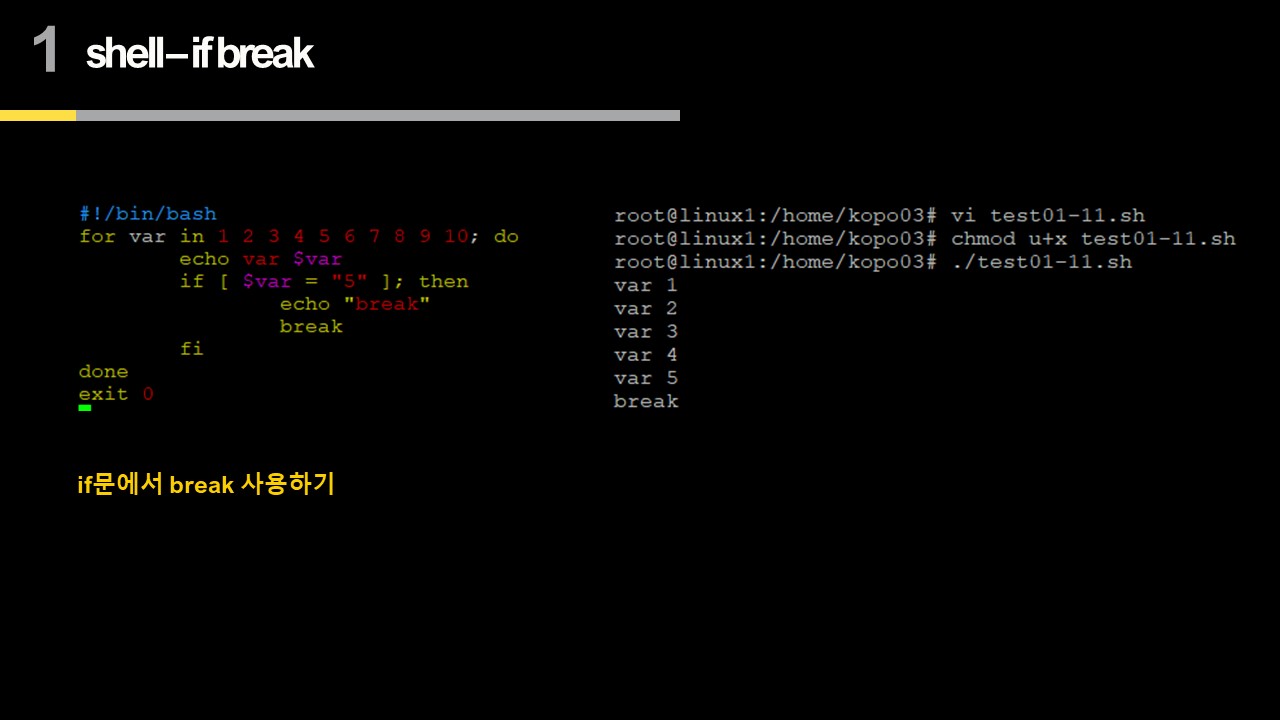 1 shell – if break
#!/bin/bash
for var in 1 2 3 4 5 6 7 8 9 10; do
        echo var $var
        if [ $var = "5" ]; then
                echo "break"
                break
        fi
done
exit 0
root@linux1:/home/kopo03# vi test01-11.sh
root@linux1:/home/kopo03# chmod u+x test01-11.sh
root@linux1:/home/kopo03# ./test01-11.sh
var 1
var 2
var 3
var 4
var 5
break
if문에서 break 사용하기